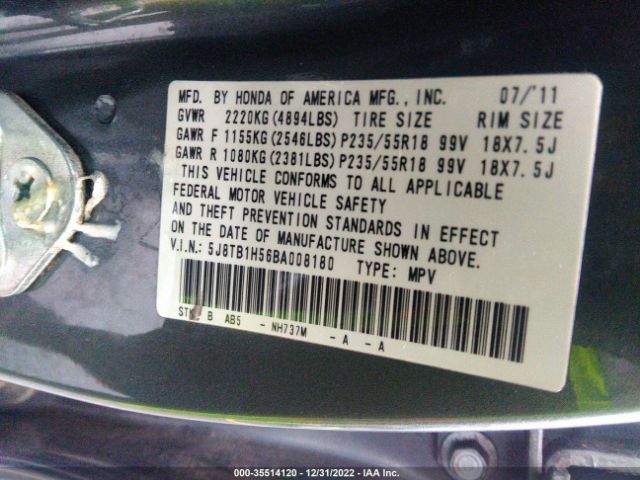 MFD. BY HONDA OF AMERICA MFG., INC. 07/'11
GVWR 2220KG(4894LBS) TIRE SIZE RIM SIZE
GAWR F 1155KG(2546LBS)P235/55R18 99V 18X7.5J
GAWR R 1080KG(2381LBS)P235/55R18 99V 18X7.5J
THIS VEHICLE CONFORMS TO ALL APPLICABLE
FEDERAL MOTOR VEHICLE SAFETY
AND THEFT PREVENTION STANDARDS IN EFFECT
ON THE DATE OF MANUFACTURE SHOWN ABOVE.
V.I.N.: 5J8TB1H56BA008180 TYPE: MPV
B AB5 - NH737M - A - A
000-35514120 - 12/31/2022 - IAA Inc.